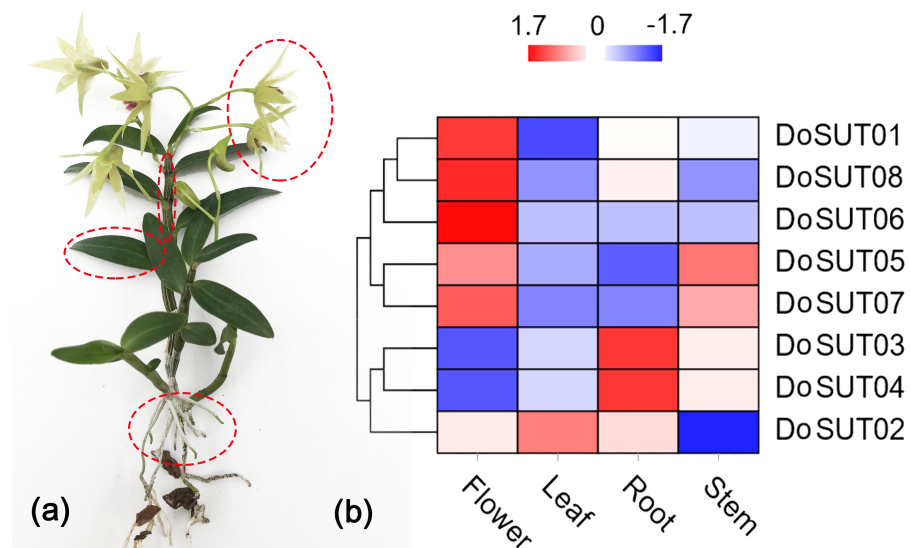 1.7 0 -1.7
DoSUT01
DoSUT08
DoSUT06
DoSUT05
DoSUT07
DoSUT03
DoSUT04
DoSUT02
Flower Leaf Root Stem
(a) (b)